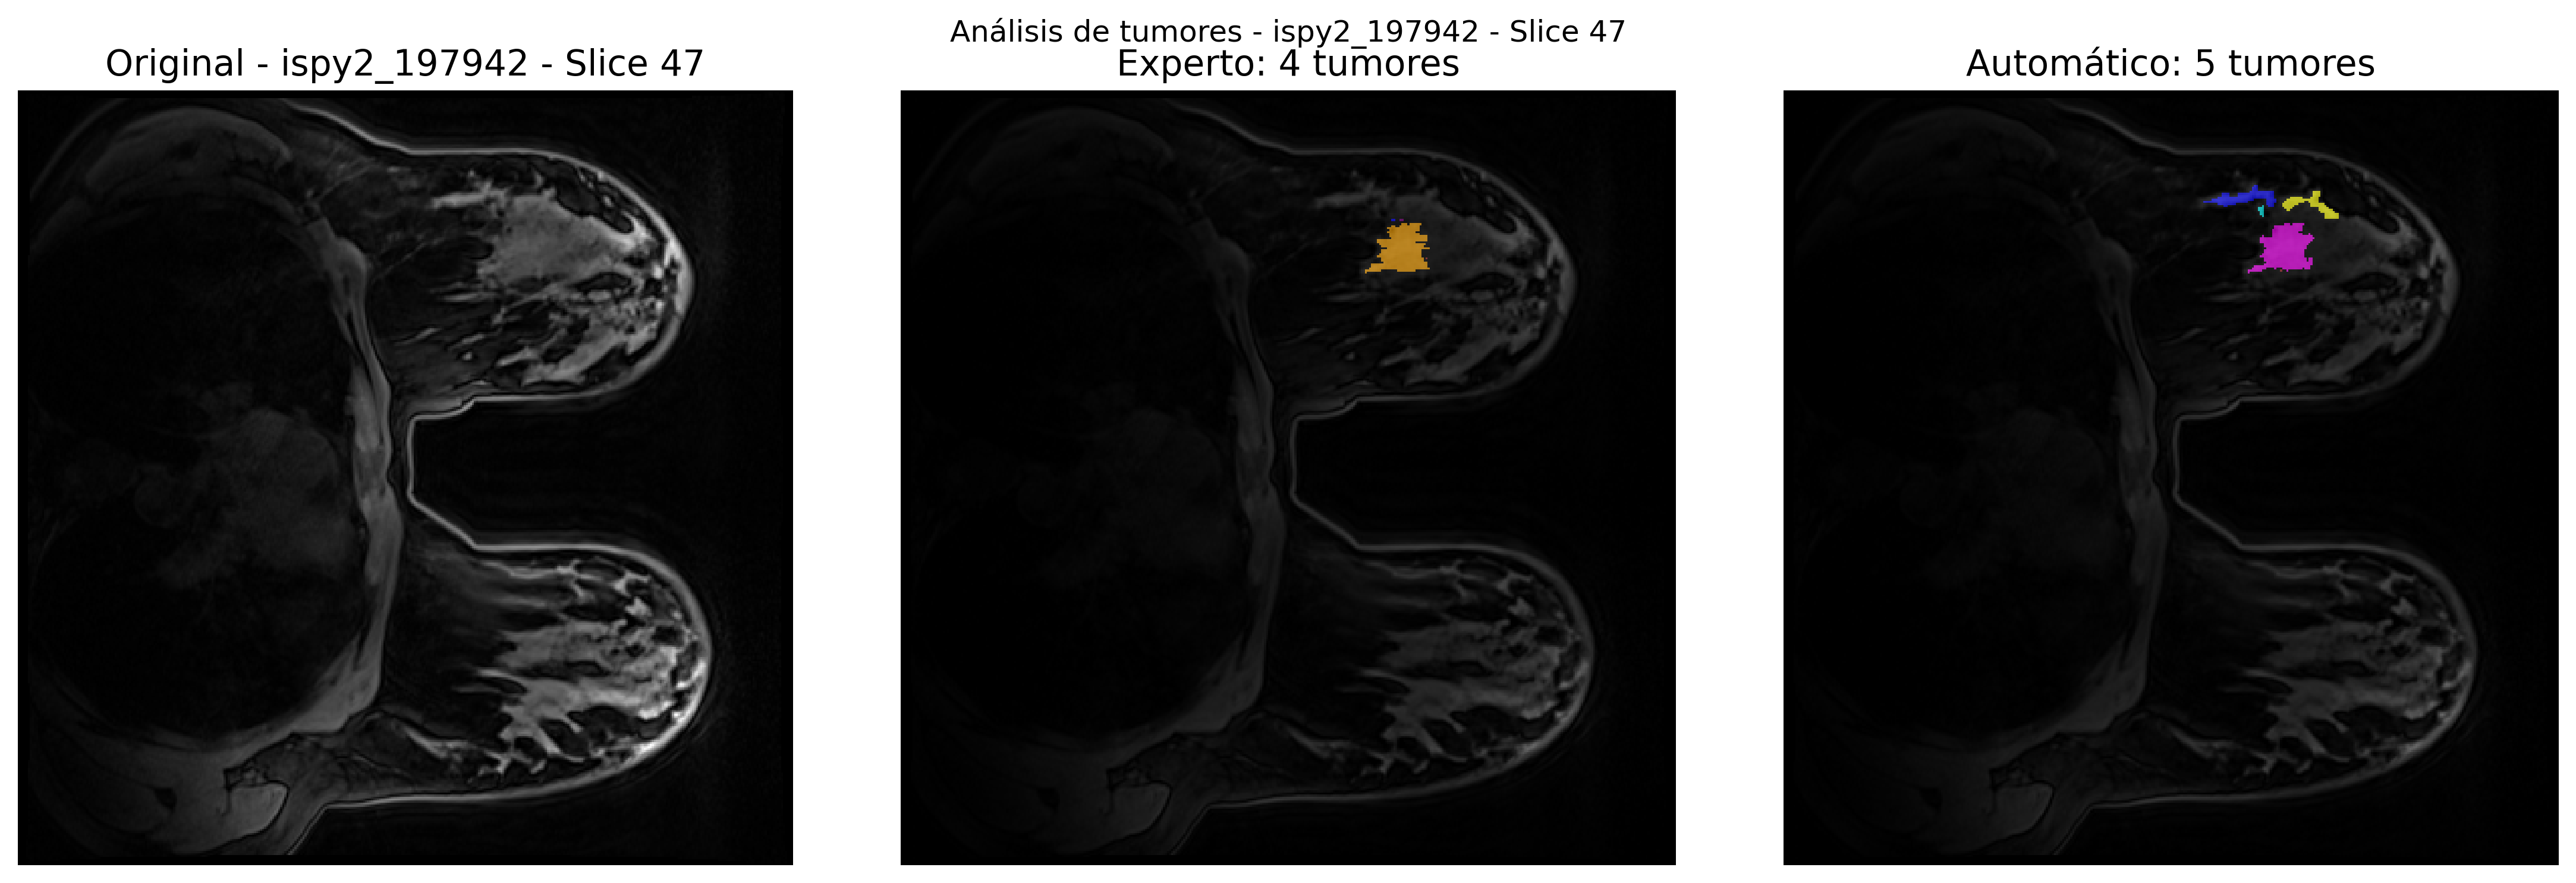 Análisis de tumores - ispy2_197942 - Slice 47
Original - ispy2_197942 - Slice 47
Experto: 4 tumores
Automático: 5 tumores